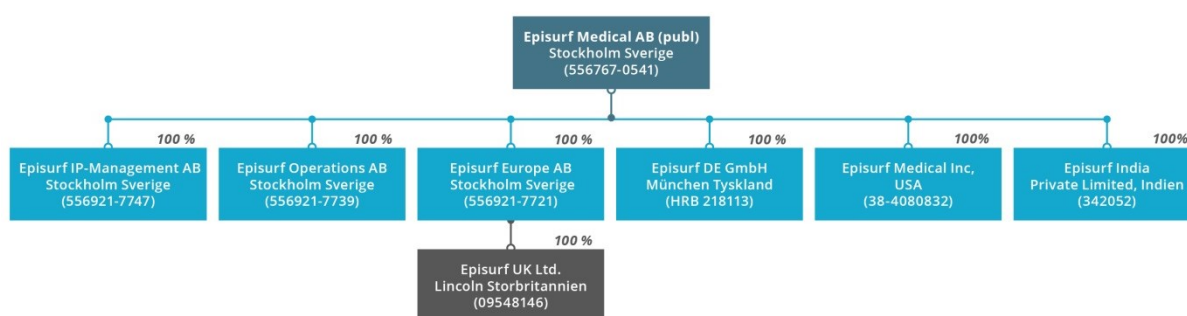 Episurf Medical AB (publ)
Stockholm Sverige
(556767-0541)
100 %
Episurf IP-Management AB
Stockholm Sverige
(556921-7747)
100 %
Episurf Operations AB
Stockholm Sverige
(556921-7739)
100 %
Episurf Europe AB
Stockholm Sverige
(556921-7721)
100 %
Episurf DE GmbH
München Tyskland
(HRB 218113)
100%
Episurf Medical Inc,
USA
(38-4080832)
100%
Episurf India
Private Limited, Indien
(342052)
100 %
Episurf UK Ltd.
Lincoln Storbritannien
(09548146)